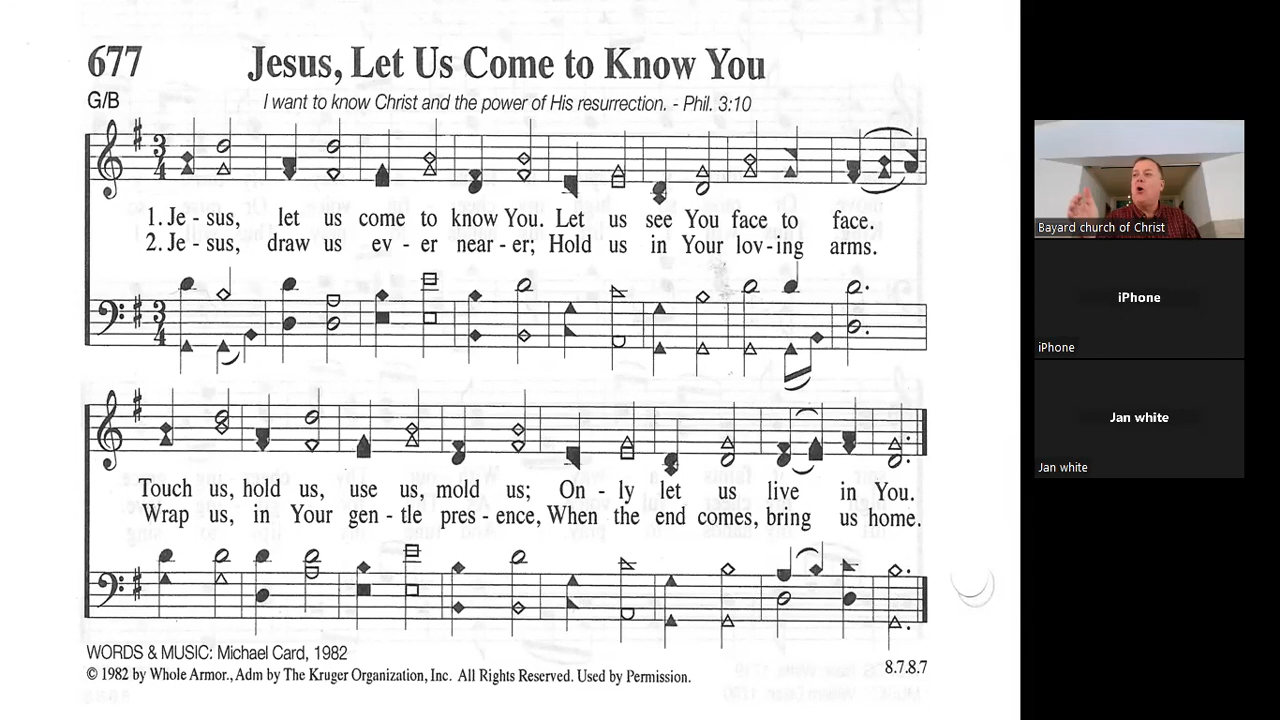 677
Jesus, Let Us Come to Know You
G/B
I want to know Christ and the power of His resurrection. - Phil. 3:10
1. Je - sus, let us come to know You. Let us see You face to face.
2. Je - sus, draw us ev - er near - er; Hold us in Your lov - ing arms.
Touch us, hold us, use us, mold us; On - ly let us live in You.
Wrap us, in Your gen - tle pres - ence, When the end comes, bring us home.
WORDS & MUSIC: Michael Card, 1982
© 1982 by Whole Armor., Adm by The Kruger Organization, Inc. All Rights Reserved. Used by Permission.
8.7.8.7
Bayard church of Christ
iPhone
iPhone
Jan white
Jan white